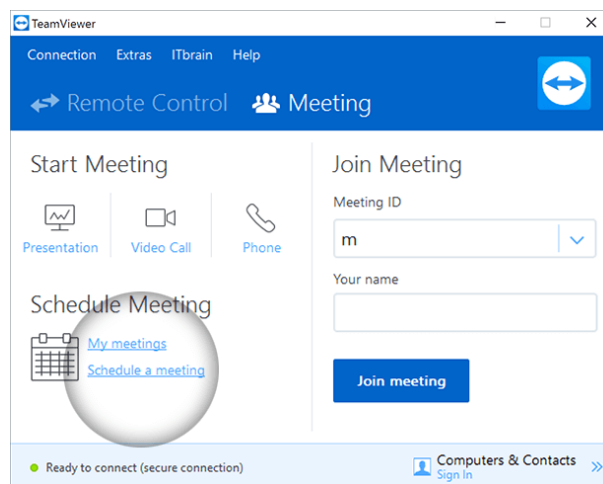 TeamViewer
Connection Extras ITbrain Help
Remote Control Meeting
Start Meeting
Presentation Video Call Phone
Schedule Meeting
My meetings
Schedule a meeting
Join Meeting
Meeting ID
m
Your name
Join meeting
Ready to connect (secure connection)
Computers & Contacts
Sign In